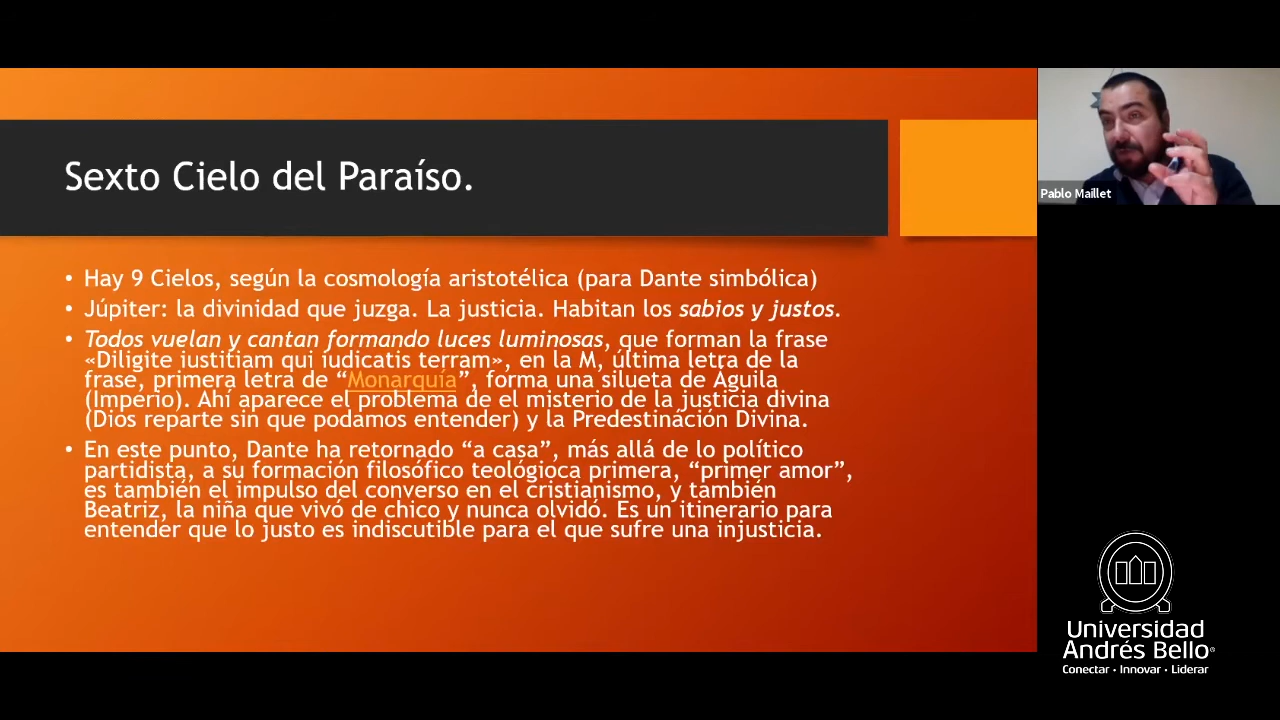 Sexto Cielo del Paraíso.
• Hay 9 Cielos, según la cosmología aristotélica (para Dante simbólica)
• Júpiter: la divinidad que juzga. La justicia. Habitan los sabios y justos.
• Todos vuelan y cantan formando luces luminosas, que forman la frase
«Diligite iustitiam qui iudicatis terram», en la M, última letra de la
frase, primera letra de “Monarquía”, forma una silueta de Águila
(Imperio). Ahí aparece el problema de el misterio de la justicia divina
(Dios reparte sin que podamos entender) y la Predestinación Divina.
• En este punto, Dante ha retornado “a casa”, más allá de lo político
partidista, a su formación filosófico teológioca primera, “primer amor”,
es también el impulso del converso en el cristianismo, y también
Beatriz, la niña que vivó de chico y nunca olvidó. Es un itinerario para
entender que lo justo es indiscutible para el que sufre una injusticia.
Pablo Maillet
Universidad
Andrés Bello®
Conectar • Innovar • Liderar